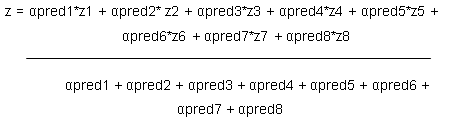 z = αpred1*z1 + αpred2* z2 + αpred3*z3 + αpred4*z4 + αpred5*z5 +
αpred6*z6 + αpred7*z7 + αpred8*z8
αpred1 + αpred2 + αpred3 + αpred4 + αpred5 + αpred6 +
αpred7 + αpred8